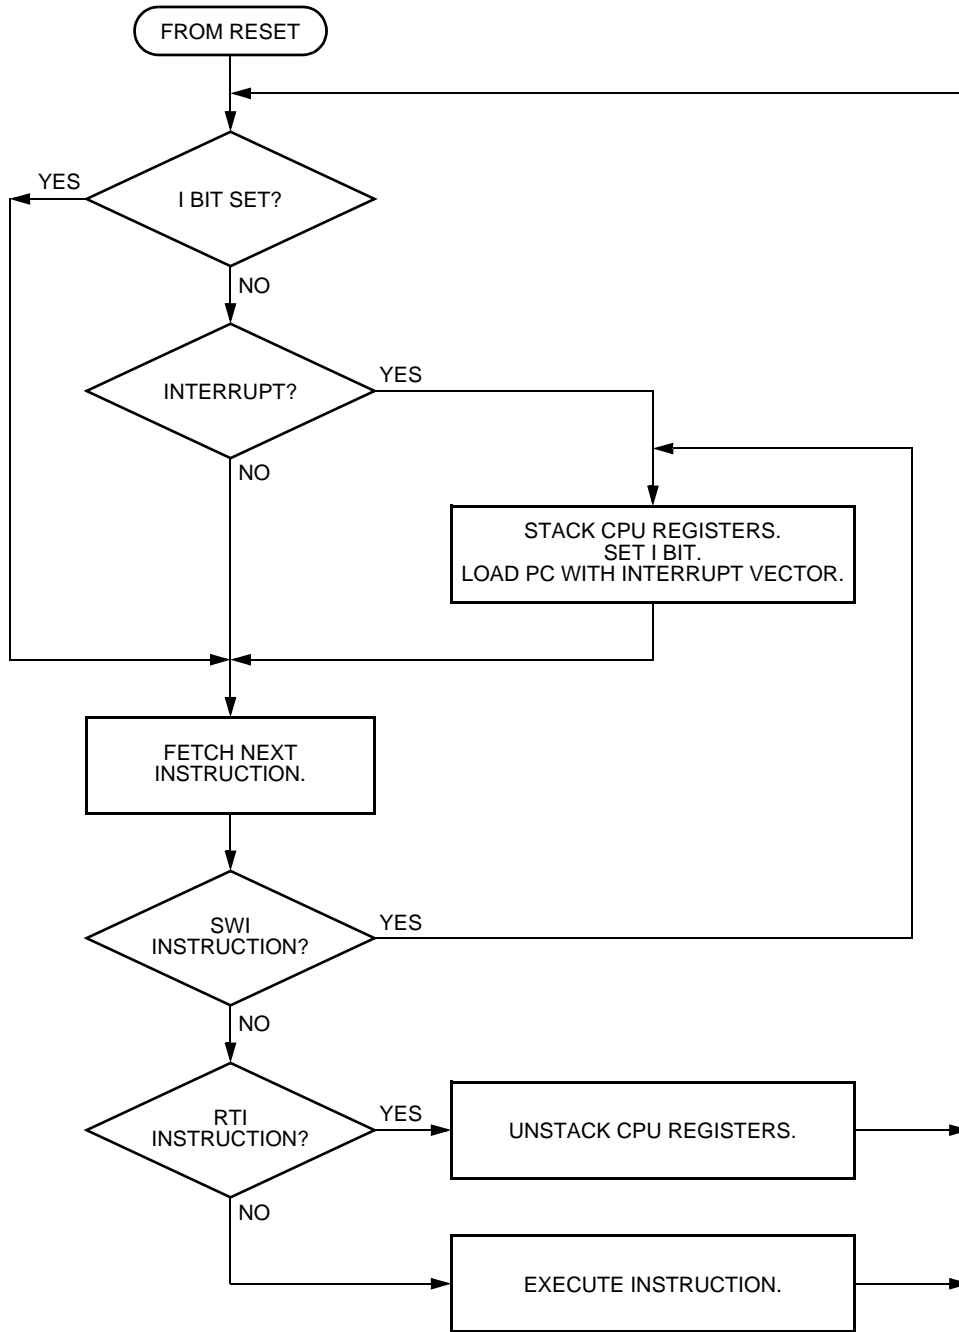 FROM RESET
YES
I BIT SET?
NO
INTERRUPT?
YES
NO
STACK CPU REGISTERS.
SET I BIT.
LOAD PC WITH INTERRUPT VECTOR.
FETCH NEXT
INSTRUCTION.
SWI
INSTRUCTION?
YES
NO
RTI
INSTRUCTION?
YES
UNSTACK CPU REGISTERS.
NO
EXECUTE INSTRUCTION.